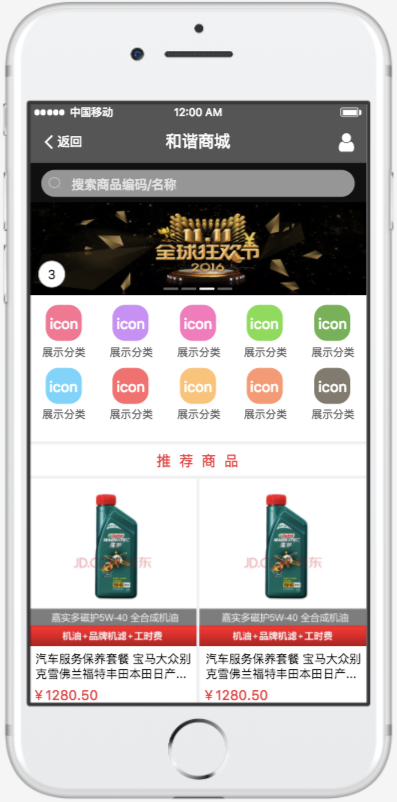 中国移动 12:00 AM
返回 和谐商城
搜索商品编码/名称
11.11
全球狂欢节
2016
3
icon icon icon icon icon
展示分类 展示分类 展示分类 展示分类 展示分类
icon icon icon icon icon
展示分类 展示分类 展示分类 展示分类 展示分类
推荐商品
Castrol Castrol
磁护 磁护
嘉实多磁护5W-40 全合成机油 嘉实多磁护5W-40 全合成机油
机油+品牌机滤+工时费 机油+品牌机滤+工时费
汽车服务保养套餐 宝马大众别 汽车服务保养套餐 宝马大众别
克雪佛兰福特丰田本田日产... 克雪佛兰福特丰田本田日产...
¥1280.50 ¥1280.50